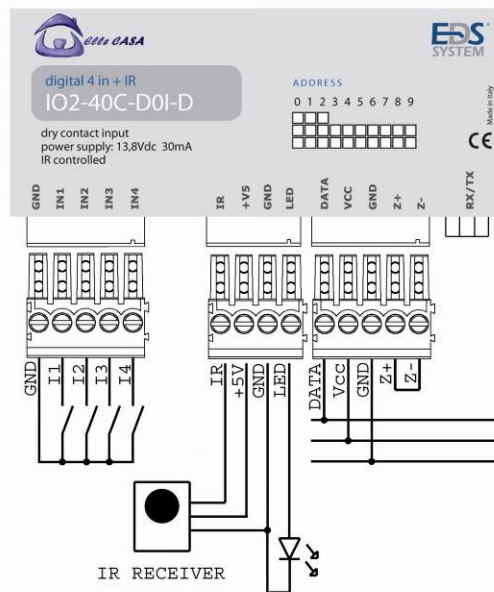 elle CASA
EDS
SYSTEM
digital 4 in + IR
IO2-40C-D0I-D
dry contact input
power supply: 13,8Vdc 30mA
IR controlled
ADDRESS
0 1 2 3 4 5 6 7 8 9
Made in Italy
CE
GND IN1 IN2 IN3 IN4 IR +V5 GND LED DATA VCC GND Z+ Z- RX/TX
GND I1 I2 I3 I4 IR +5V GND LED DATA Vcc GND Z+ Z-
IR RECEIVER